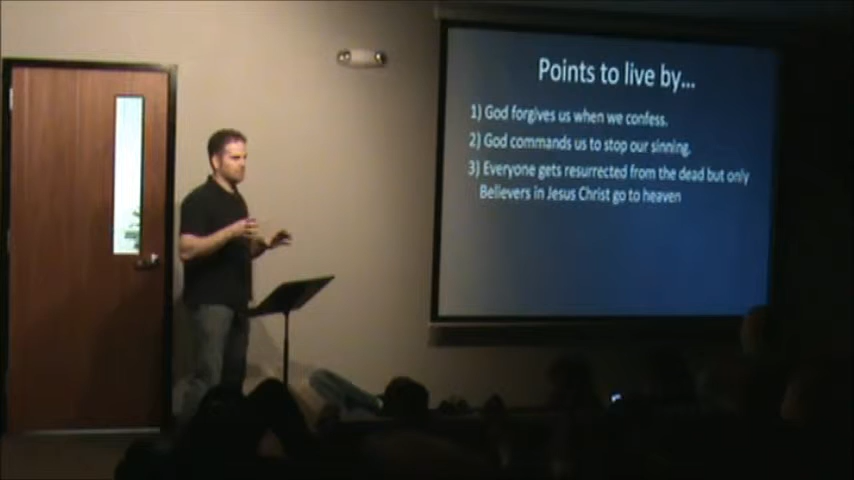 Points to live by...
1) God forgives us when we confess.
2) God commands us to stop our sinning.
3) Everyone gets resurrected from the dead but only
Believers in Jesus Christ go to heaven